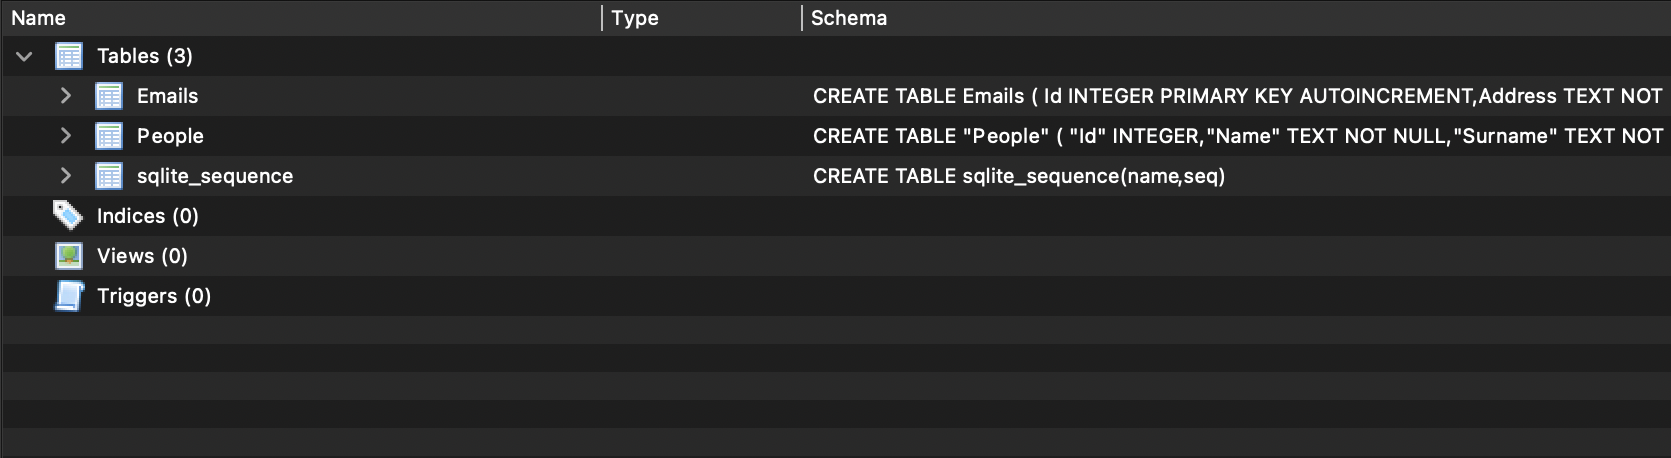 Name Type Schema
Tables (3)
Emails CREATE TABLE Emails ( Id INTEGER PRIMARY KEY AUTOINCREMENT,Address TEXT NOT
People CREATE TABLE "People" ( "Id" INTEGER,"Name" TEXT NOT NULL,"Surname" TEXT NOT
sqlite_sequence CREATE TABLE sqlite_sequence(name,seq)
Indices (0)
Views (0)
Triggers (0)